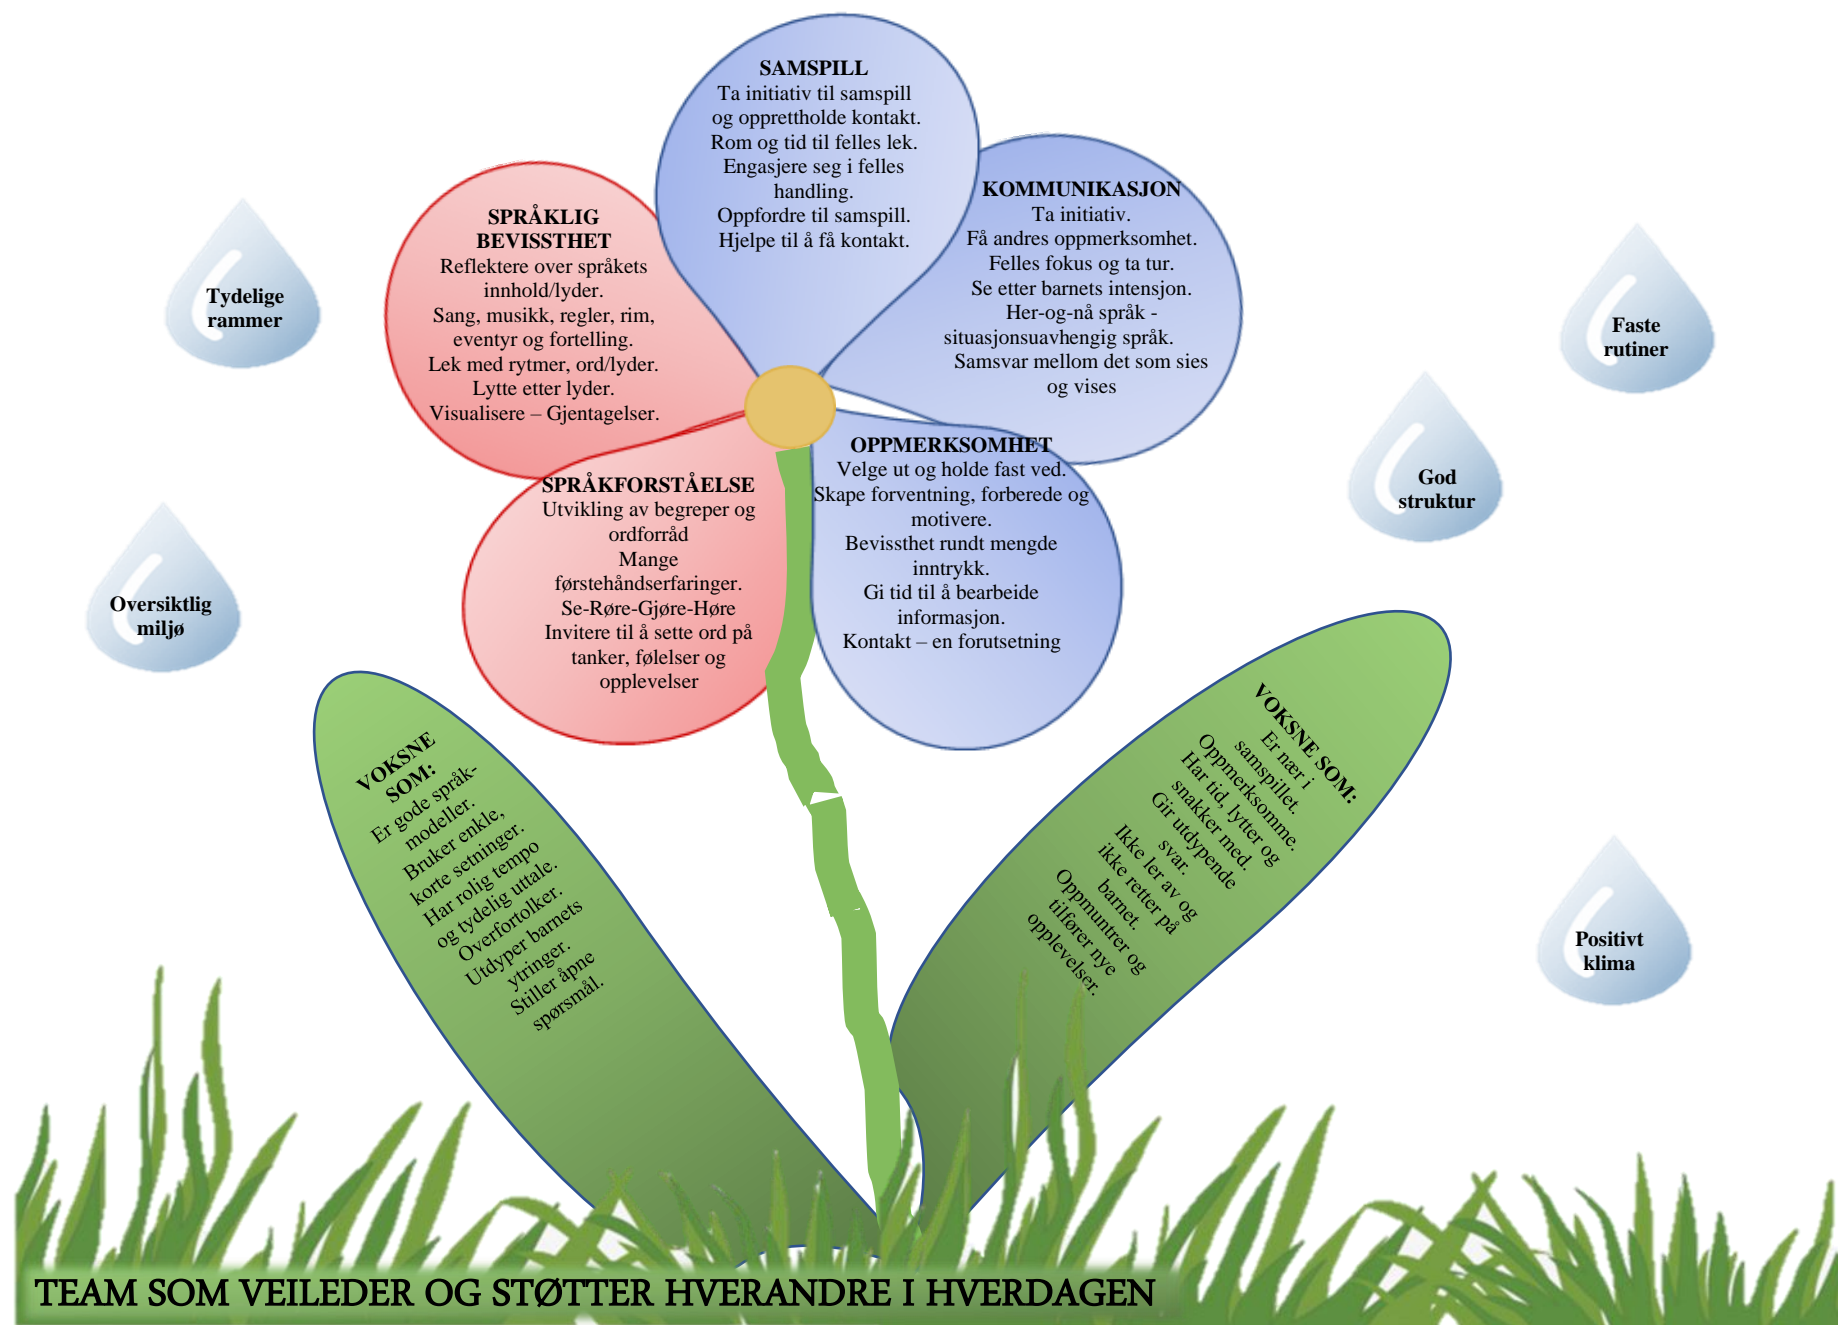 SAMSPILL
Ta initiativ til samspill
og opprettholde kontakt.
Rom og tid til felles lek.
Engasjere seg i felles
handling.
Oppfordre til samspill.
Hjelpe til å få kontakt.
KOMMUNIKASJON
Ta initiativ.
Få andres oppmerksomhet.
Felles fokus og ta tur.
Se etter barnets intensjon.
Her-og-nå språk -
situasjonsuavhengig språk.
Samsvar mellom det som sies
og vises
SPRÅKLIG
BEVISSTHET
Reflektere over språkets
innhold/lyder.
Sang, musikk, regler, rim,
eventyr og fortelling.
Lek med rytmer, ord/lyder.
Lytte etter lyder.
Visualisere – Gjentagelser.
OPPMERKSOMHET
Velge ut og holde fast ved.
Skape forventning, forberede og
motivere.
Bevissthet rundt mengde
inntrykk.
Gi tid til å bearbeide
informasjon.
Kontakt – en forutsetning
SPRÅKFORSTÅELSE
Utvikling av begreper og
ordforråd
Mange
førstehåndserfaringer.
Se-Røre-Gjøre-Høre
Invitere til å sette ord på
tanker, følelser og
opplevelser
Tydelige
rammer
Oversiktlig
miljø
Faste
rutiner
God
struktur
Positivt
klima
VOKSNE
SOM:
Er gode språk-
modeller.
Bruker enkle,
korte setninger.
Har rolig tempo
og tydelig uttale.
Overfortolker.
Utdyper barnets
ytringer.
Stiller åpne
spørsmål.
VOKSNE SOM:
Er nær i
samspillet.
Oppmerksomme.
Har tid, lytter og
snakker med.
Gir utdypende
svar.
Ikke ler av og
ikke retter på
barnet.
Oppmuntrer og
tilfører nye
opplevelser.
TEAM SOM VEILEDER OG STØTTER HVERANDRE I HVERDAGEN